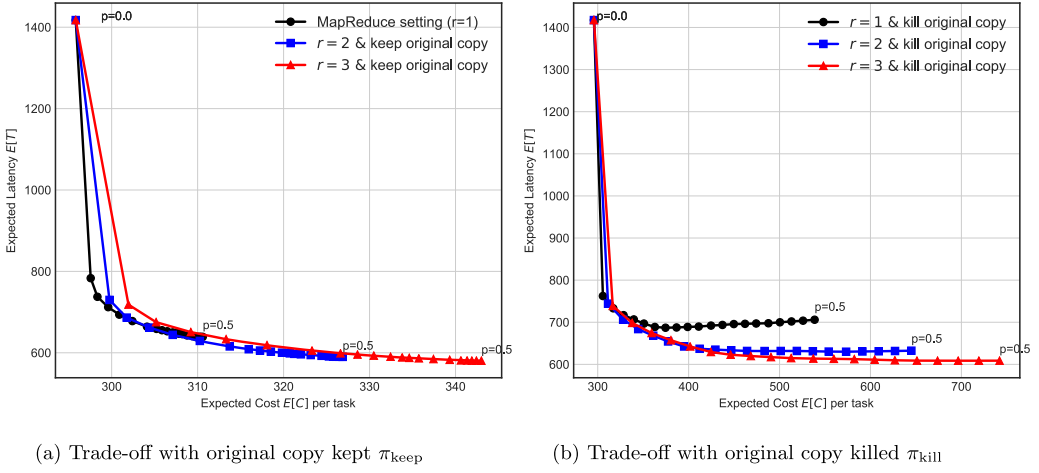 1400
1200
1000
800
600
300
310
320
330
340
Expected Latency E[T]
Expected Cost E[C] per task
p=0.0
p=0.5
p=0.5
p=0.5
MapReduce setting (r=1)
r = 2 & keep original copy
r = 3 & keep original copy
(a) Trade-off with original copy kept πkeep
1400
1300
1200
1100
1000
900
800
700
600
300
400
500
600
700
Expected Latency E[T]
Expected Cost E[C] per task
p=0.0
p=0.5
p=0.5
p=0.5
r = 1 & kill original copy
r = 2 & kill original copy
r = 3 & kill original copy
(b) Trade-off with original copy killed πkill